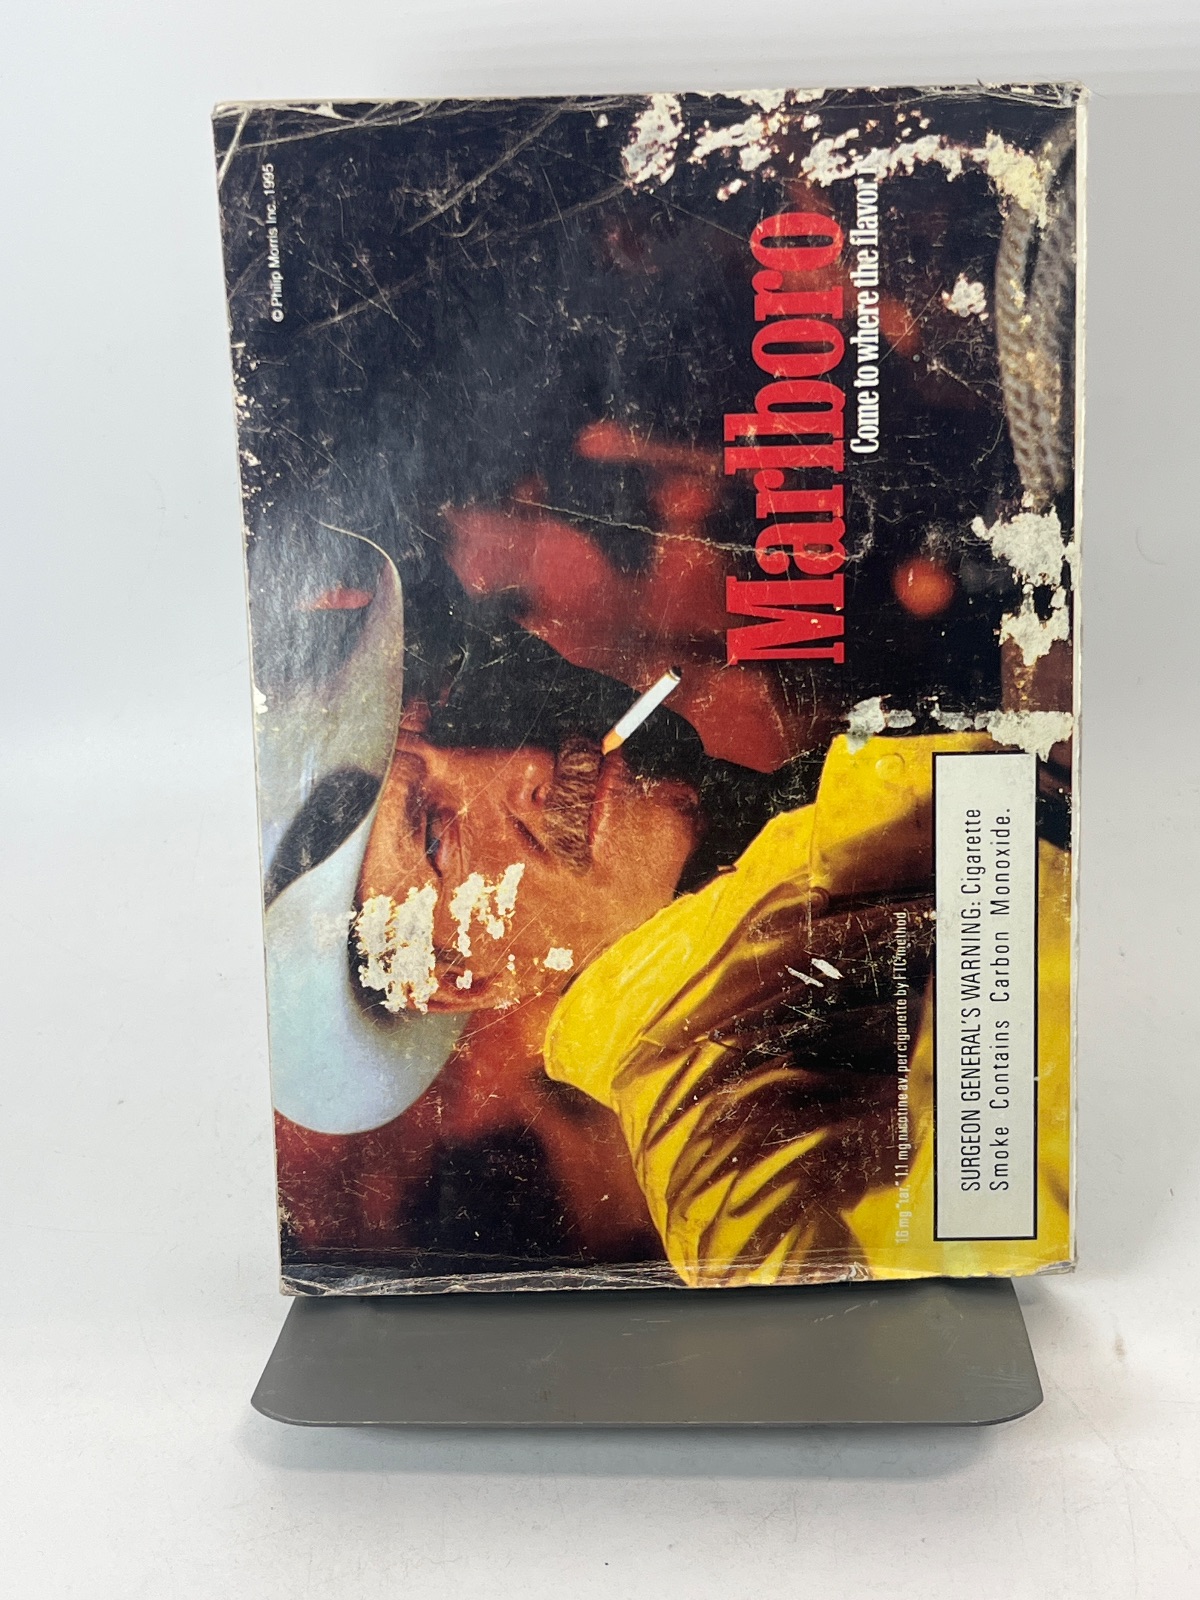 © Philip Morris Inc. 1995
Marlboro
Come to where the flavor
16 mg "tar," 1.1 mg nicotine av. per cigarette by FTC method.
SURGEON GENERAL'S WARNING: Cigarette
Smoke Contains Carbon Monoxide.